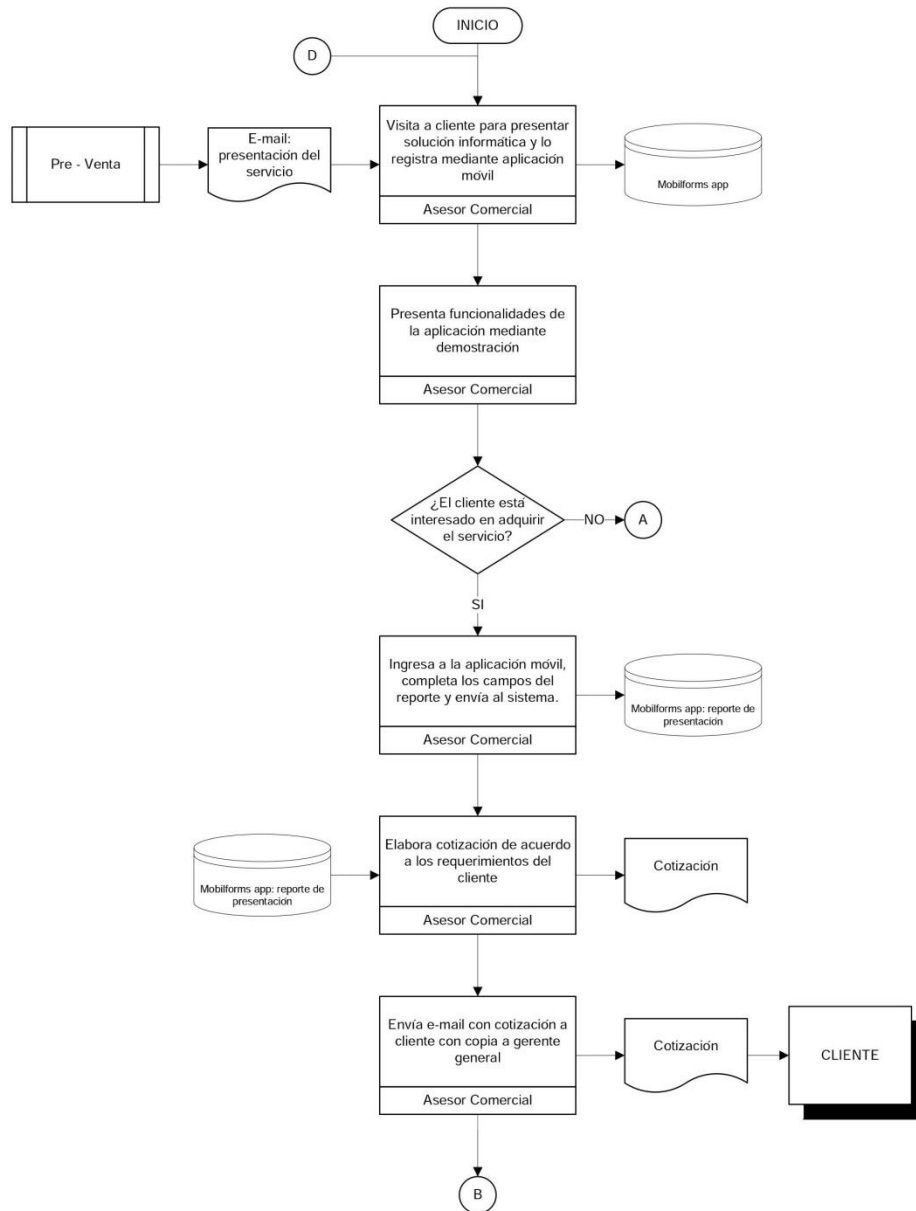 INICIO
D
Pre - Venta
E-mail:
presentación del
servicio
Visita a cliente para presentar
solución informática y lo
registra mediante aplicación
móvil
Asesor Comercial
Mobilforms app
Presenta funcionalidades de
la aplicación mediante
demostración
Asesor Comercial
¿El cliente está
interesado en adquirir
el servicio?
NO
A
SI
Ingresa a la aplicación móvil,
completa los campos del
reporte y envía al sistema.
Asesor Comercial
Mobilforms app: reporte de
presentación
Mobilforms app: reporte de
presentación
Elabora cotización de acuerdo
a los requerimientos del
cliente
Asesor Comercial
Cotización
Envía e-mail con cotización a
cliente con copia a gerente
general
Asesor Comercial
Cotización
CLIENTE
B